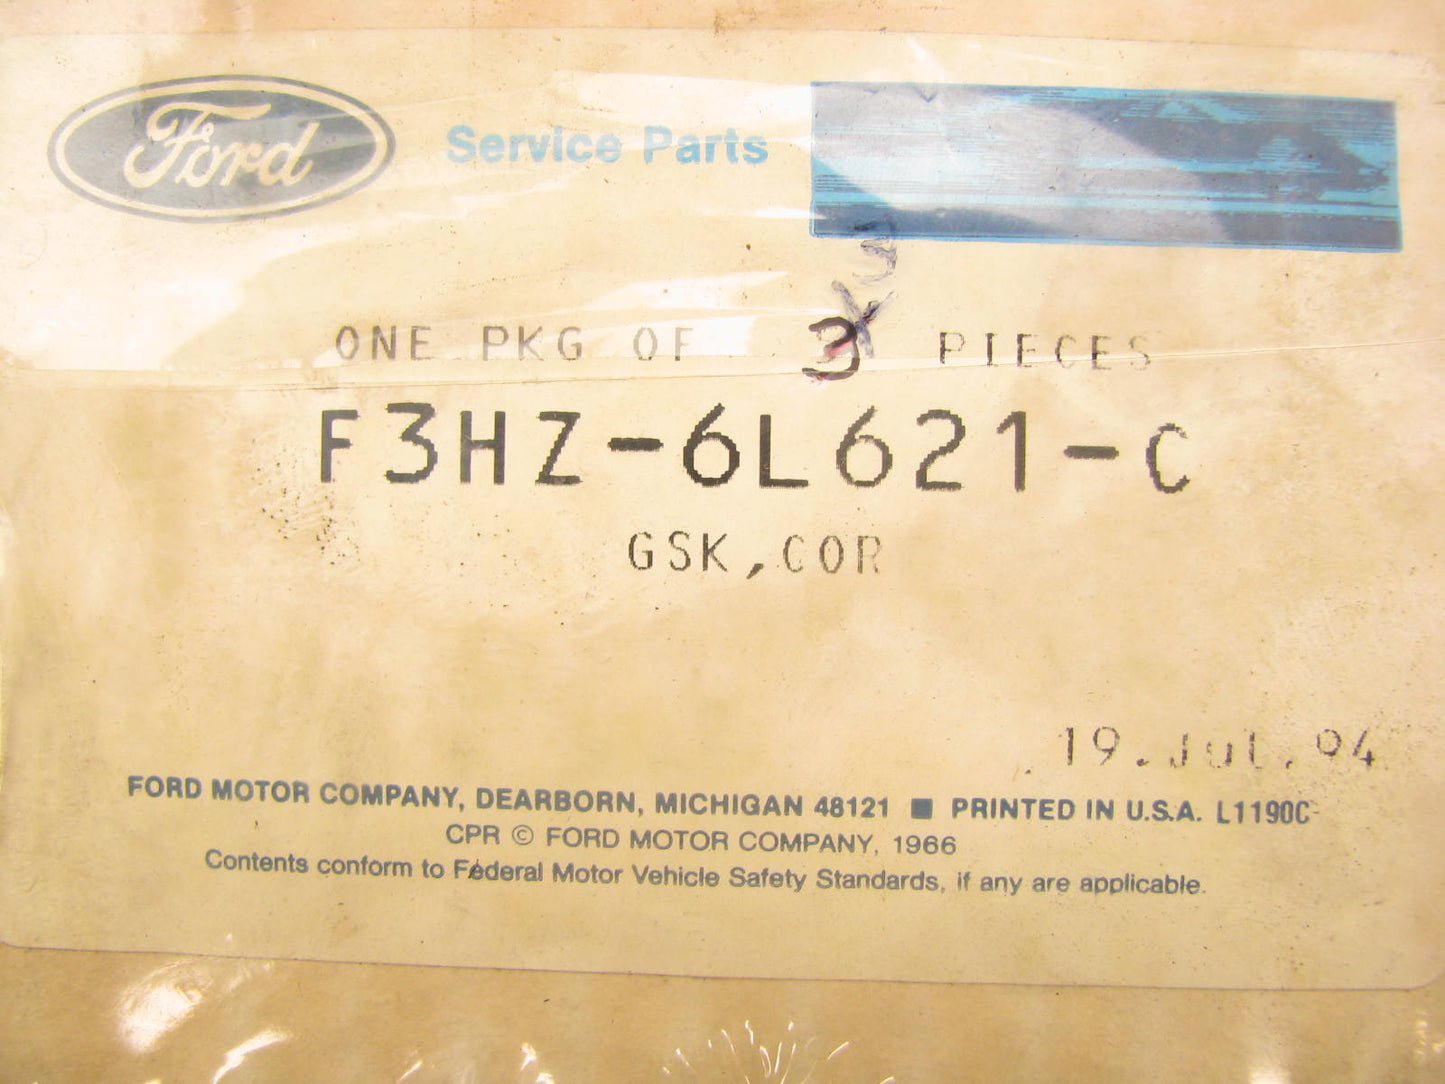 Ford Service Parts
3
ONE PKG OF 3 PIECES
F3HZ-6L621-C
GSK,COR
19.JUL.94
FORD MOTOR COMPANY, DEARBORN, MICHIGAN 48121 ■ PRINTED IN U.S.A. L1190C
CPR © FORD MOTOR COMPANY, 1966
Contents conform to Federal Motor Vehicle Safety Standards, if any are applicable.